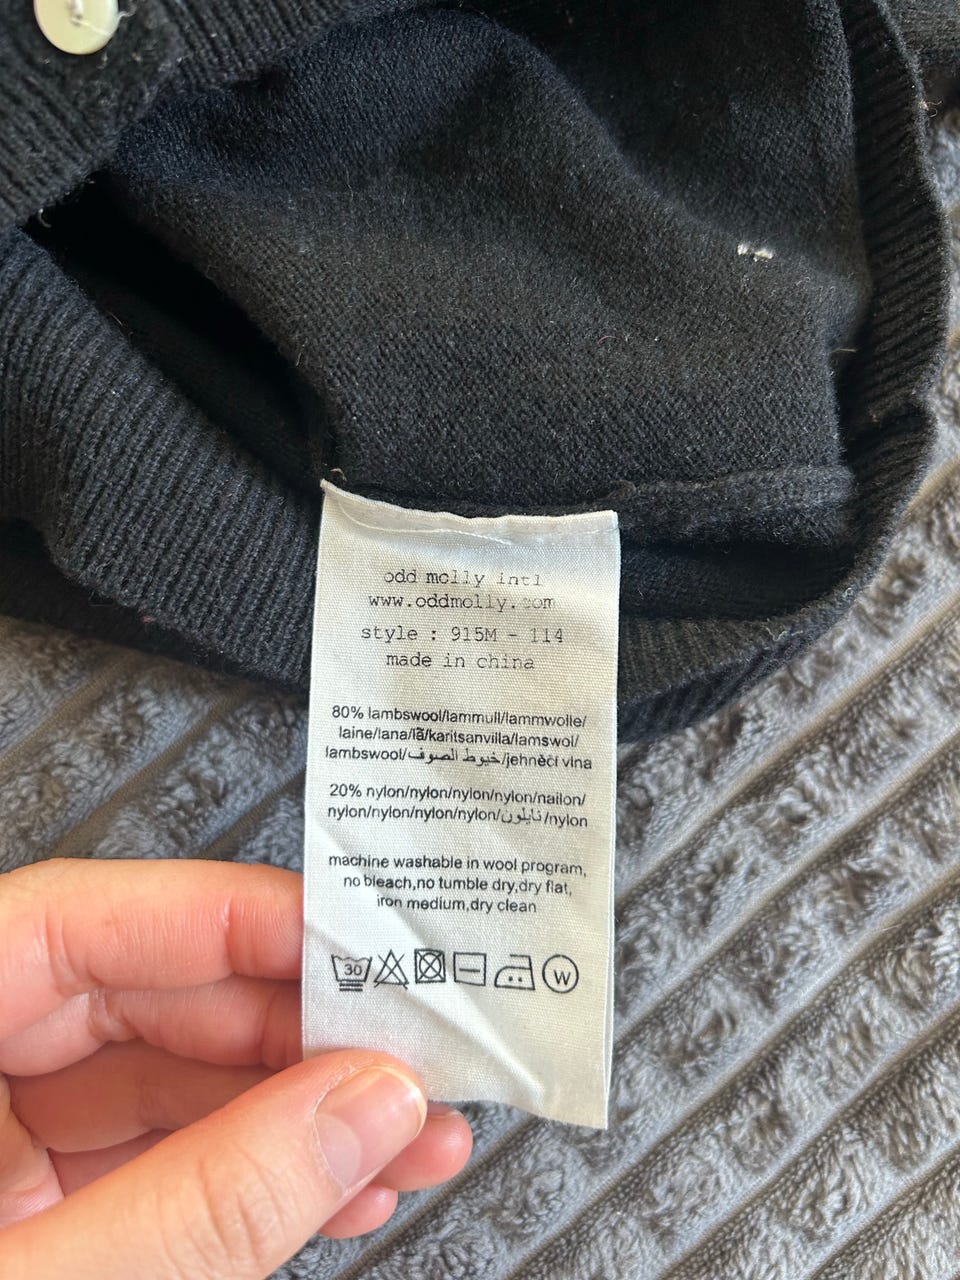 odd molly intl
www.oddmolly.com
style : 915M - 114
made in china
80% lambswool/lammull/lammwolle/
laine/lana/lã/karitsanvilla/lamswol/
lambswool/خيوط الصوف/jehněčí vlna
20% nylon/nylon/nylon/nylon/nailon/
nylon/nylon/nylon/nylon/نايلون/nylon
machine washable in wool program,
no bleach,no tumble dry,dry flat,
iron medium,dry clean
30
W